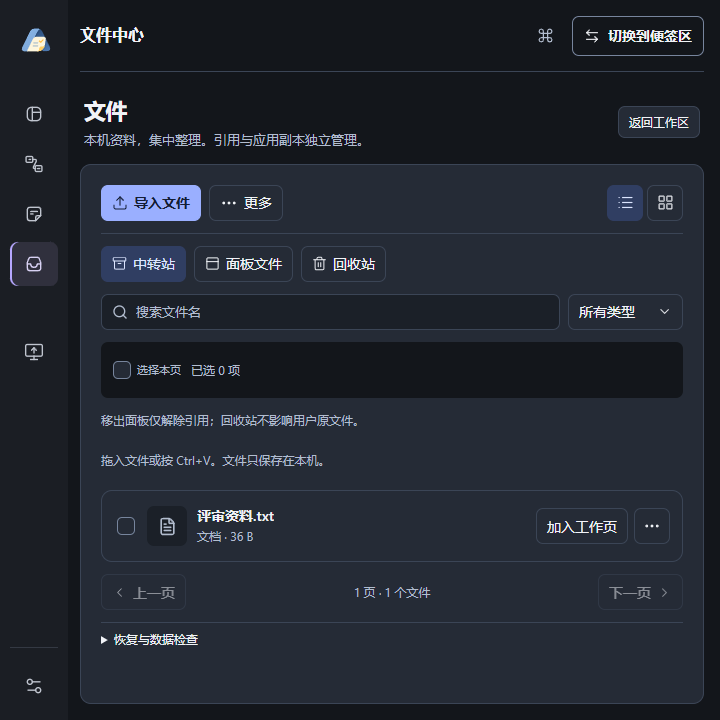 文件中心
切换到便签区
文件
本机资料，集中整理。引用与应用副本独立管理。
返回工作区
导入文件
更多
中转站
面板文件
回收站
搜索文件名
所有类型
选择本页 已选 0 项
移出面板仅解除引用；回收站不影响用户原文件。
拖入文件或按 Ctrl+V。文件只保存在本机。
评审资料.txt
文档 · 36 B
加入工作页
上一页
1 页 · 1 个文件
下一页
恢复与数据检查